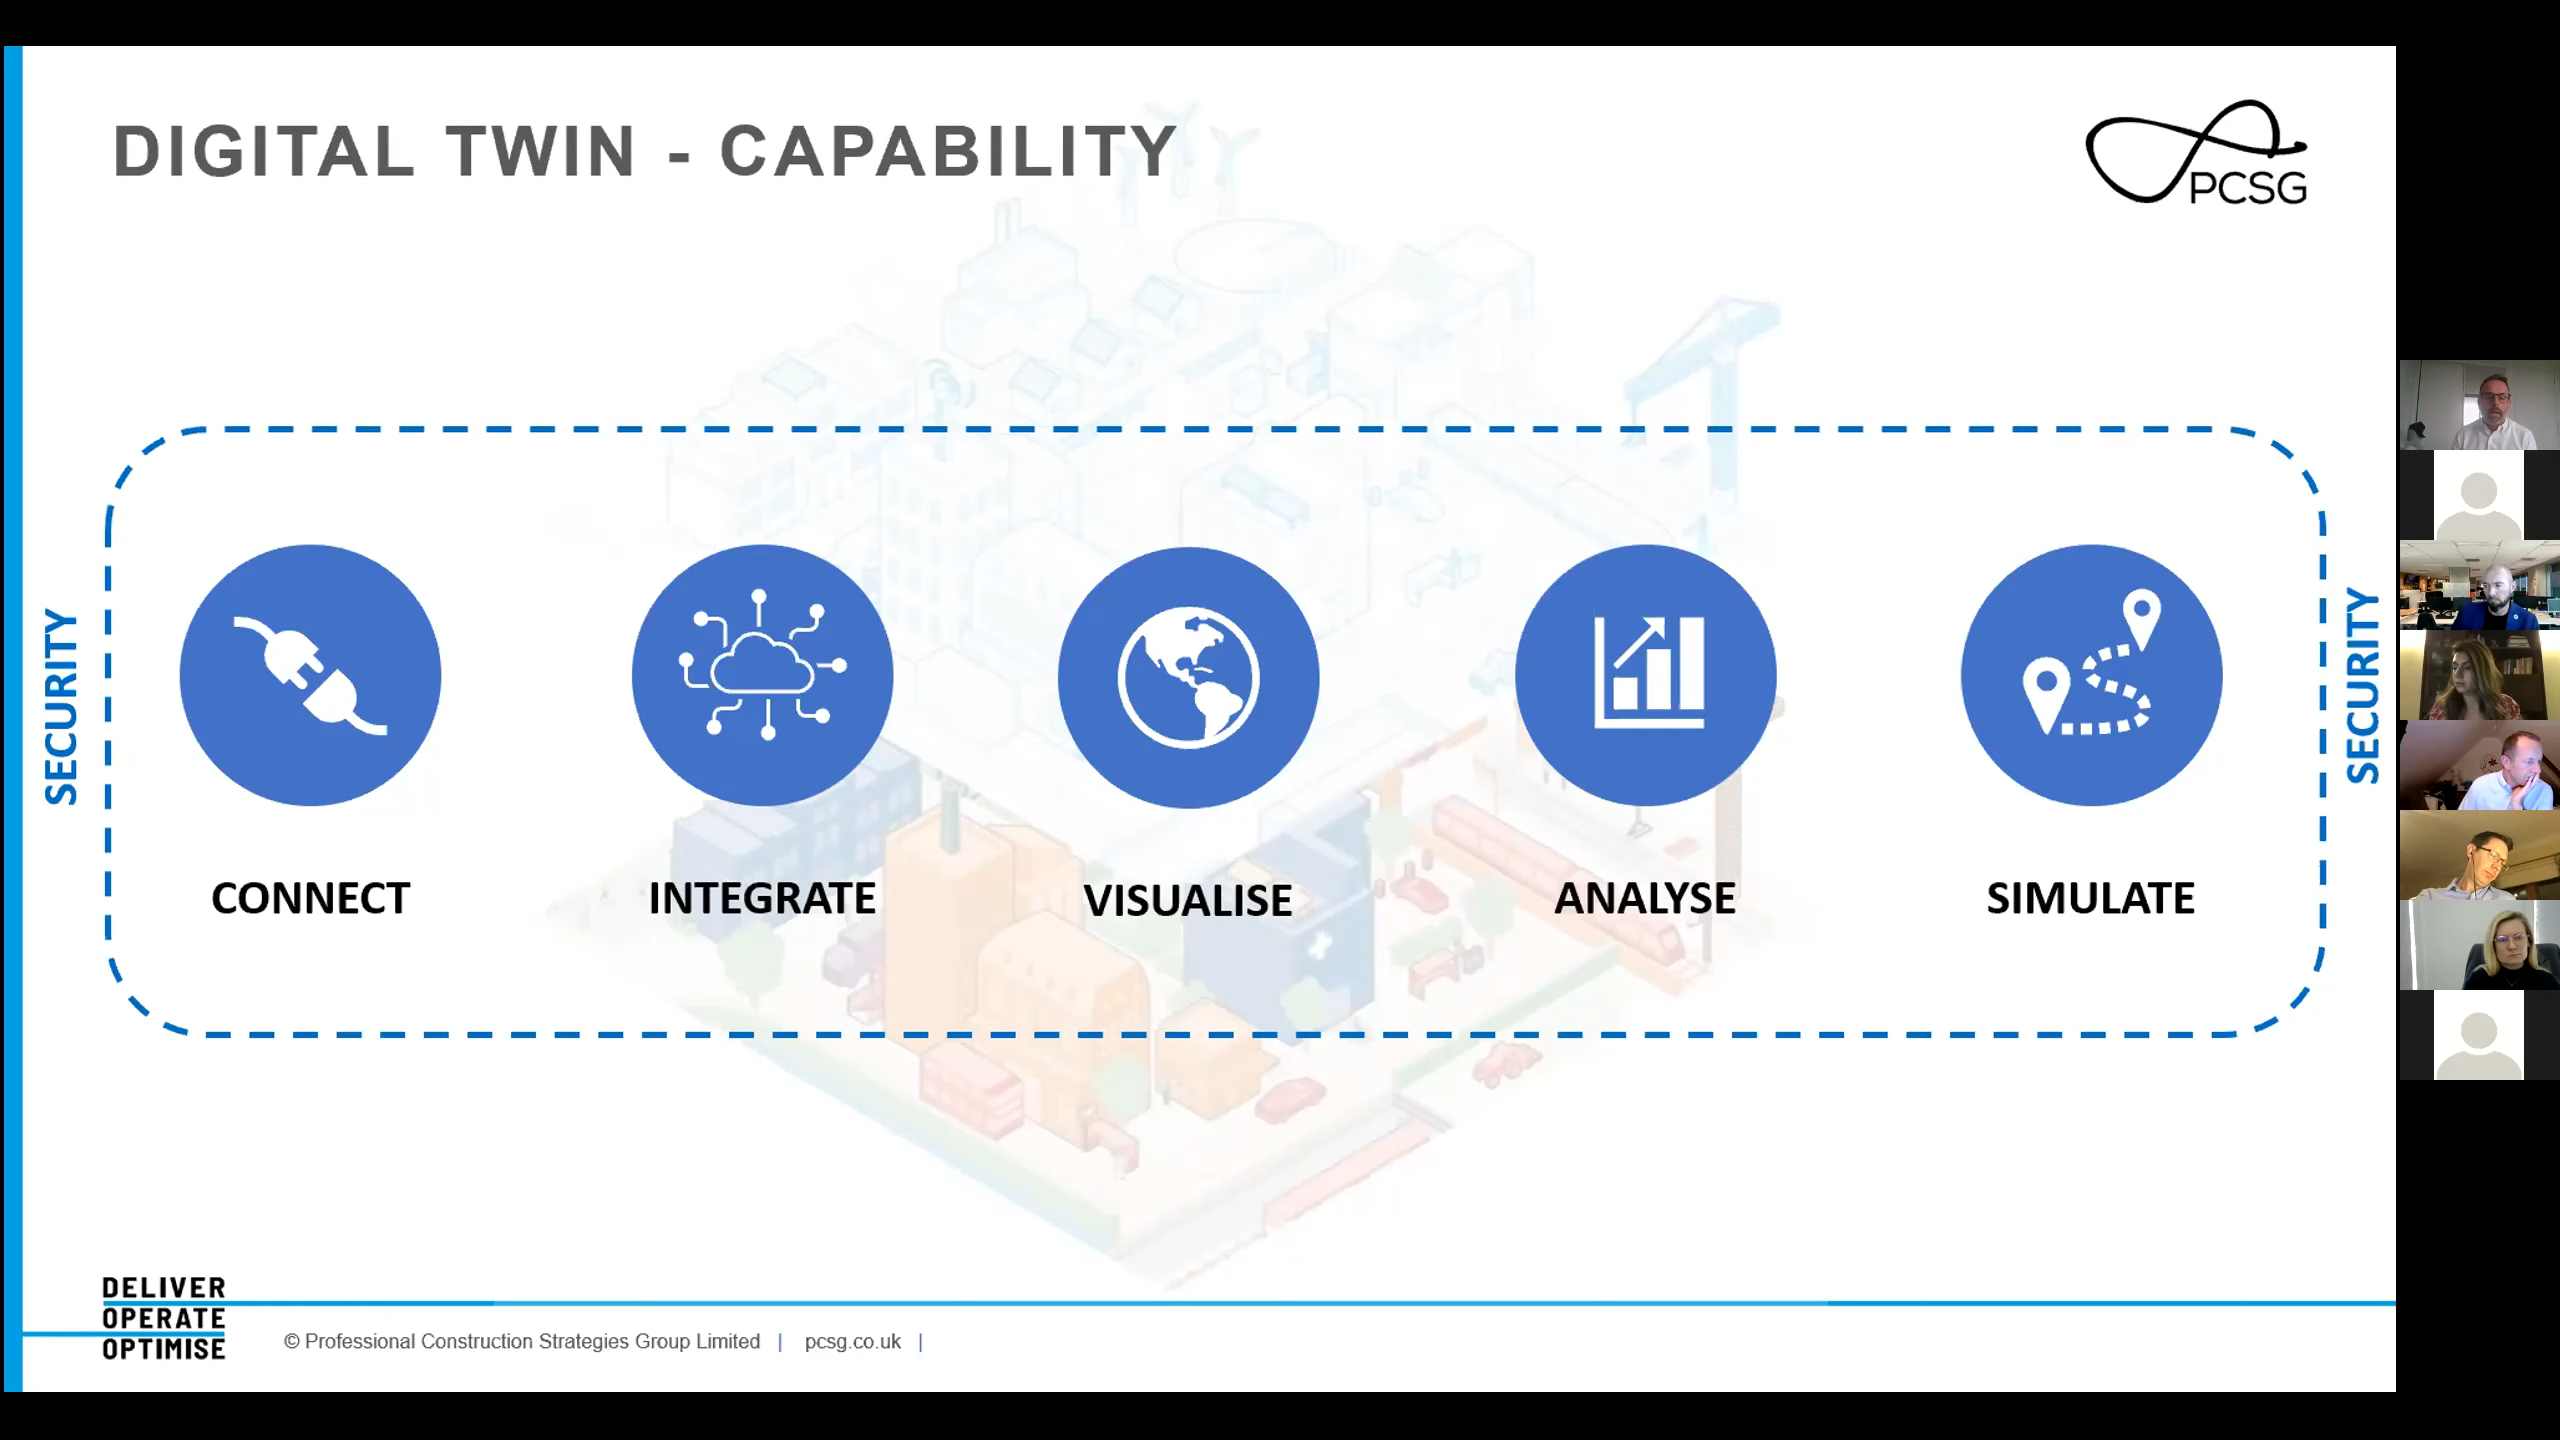 DIGITAL TWIN - CAPABILITY
PCSG
SECURITY
CONNECT
INTEGRATE
VISUALISE
ANALYSE
SIMULATE
SECURITY
DELIVER
OPERATE
OPTIMISE
© Professional Construction Strategies Group Limited | pcsg.co.uk |